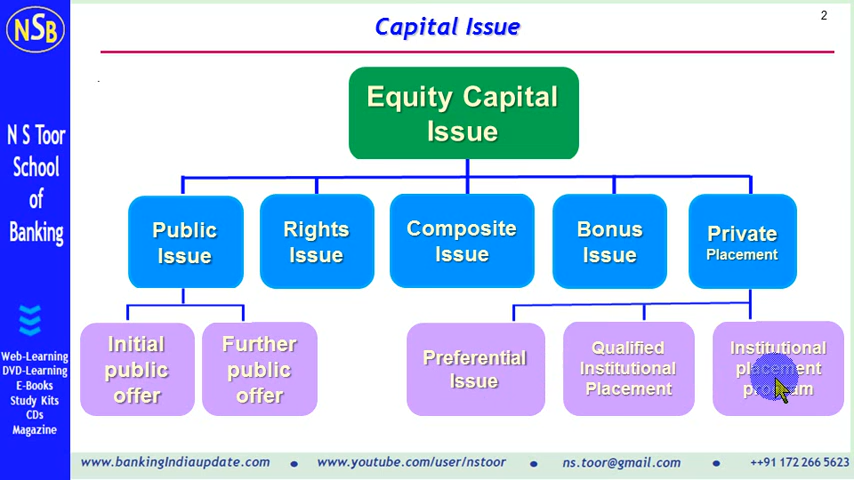 NSB
N S Toor
School
of
Banking
Web-Learning
DVD-Learning
E-Books
Study Kits
CDs
Magazine
Capital Issue
2
Equity Capital
Issue
Public
Issue
Rights
Issue
Composite
Issue
Bonus
Issue
Private
Placement
Initial
public
offer
Further
public
offer
Preferential
Issue
Qualified
Institutional
Placement
Institutional
placement
program
www.bankingIndiaupdate.com ● www.youtube.com/user/nstoor ● ns.toor@gmail.com ● ++91 172 266 5623